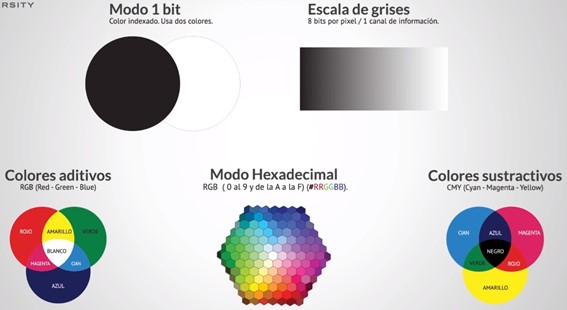 RSITY
Modo 1 bit
Color indexado. Usa dos colores.
Escala de grises
8 bits por pixel / 1 canal de información.
Colores aditivos
RGB (Red - Green - Blue)
ROJO
AMARILLO
VERDE
BLANCO
MAGENTA
CIAN
AZUL
Modo Hexadecimal
RGB ( 0 al 9 y de la A a la F) (#RRGGBB).
Colores sustractivos
CMY (Cyan - Magenta - Yellow)
CIAN
AZUL
MAGENTA
NEGRO
VERDE
ROJO
AMARILLO